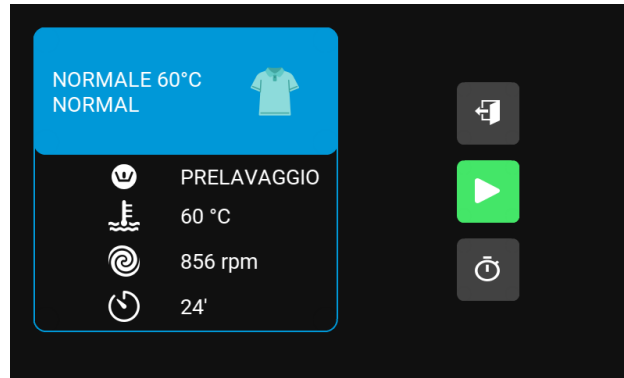 NORMALE 60°C
NORMAL
PRELAVAGGIO
60 °C
856 rpm
24'